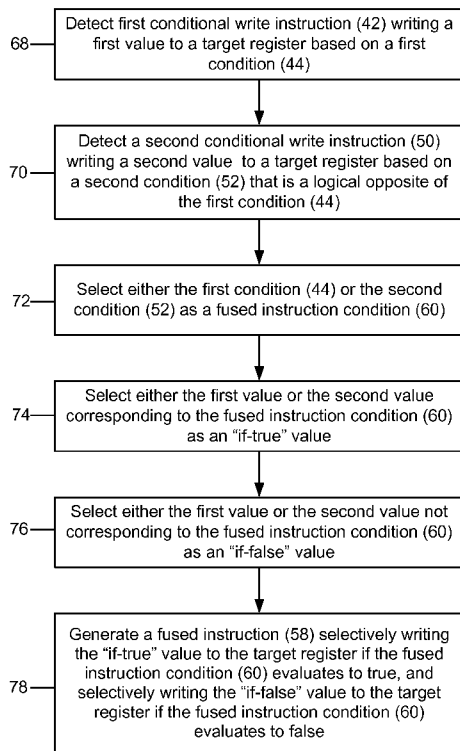 68
Detect first conditional write instruction (42) writing
a first value to a target register based on a first
condition (44)
70
Detect a second conditional write instruction (50)
writing a second value to a target register based on
a second condition (52) that is a logical opposite of
the first condition (44)
72
Select either the first condition (44) or the second
condition (52) as a fused instruction condition (60)
74
Select either the first value or the second value
corresponding to the fused instruction condition (60)
as an “if-true” value
76
Select either the first value or the second value not
corresponding to the fused instruction condition (60)
as an “if-false” value
78
Generate a fused instruction (58) selectively writing
the “if-true” value to the target register if the fused
instruction condition (60) evaluates to true, and
selectively writing the “if-false” value to the target
register if the fused instruction condition (60)
evaluates to false